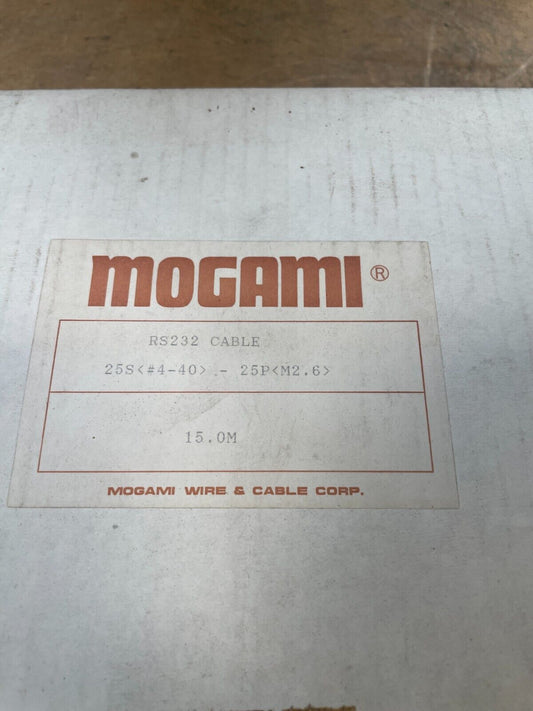 MOGAMI®
RS232 CABLE
25S<#4-40> - 25P<M2.6>
15.0M
MOGAMI WIRE & CABLE CORP.